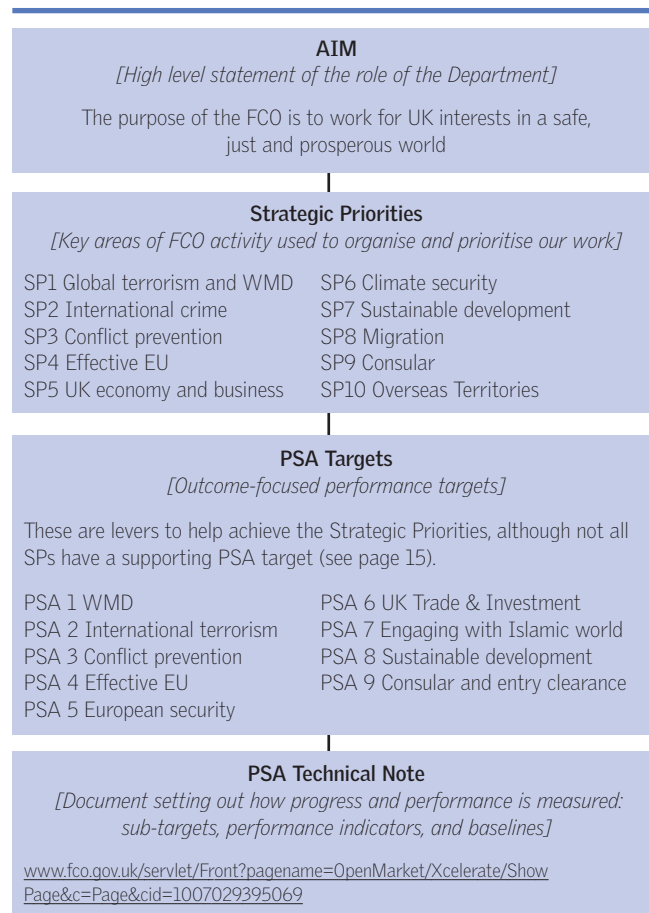 AIM
[High level statement of the role of the Department]
The purpose of the FCO is to work for UK interests in a safe,
just and prosperous world
Strategic Priorities
[Key areas of FCO activity used to organise and prioritise our work]
SP1 Global terrorism and WMD
SP2 International crime
SP3 Conflict prevention
SP4 Effective EU
SP5 UK economy and business
SP6 Climate security
SP7 Sustainable development
SP8 Migration
SP9 Consular
SP10 Overseas Territories
PSA Targets
[Outcome-focused performance targets]
These are levers to help achieve the Strategic Priorities, although not all
SPs have a supporting PSA target (see page 15).
PSA 1 WMD
PSA 2 International terrorism
PSA 3 Conflict prevention
PSA 4 Effective EU
PSA 5 European security
PSA 6 UK Trade & Investment
PSA 7 Engaging with Islamic world
PSA 8 Sustainable development
PSA 9 Consular and entry clearance
PSA Technical Note
[Document setting out how progress and performance is measured:
sub-targets, performance indicators, and baselines]
www.fco.gov.uk/servlet/Front?pagename=OpenMarket/Xcelerate/Show
Page&c=Page&cid=1007029395069